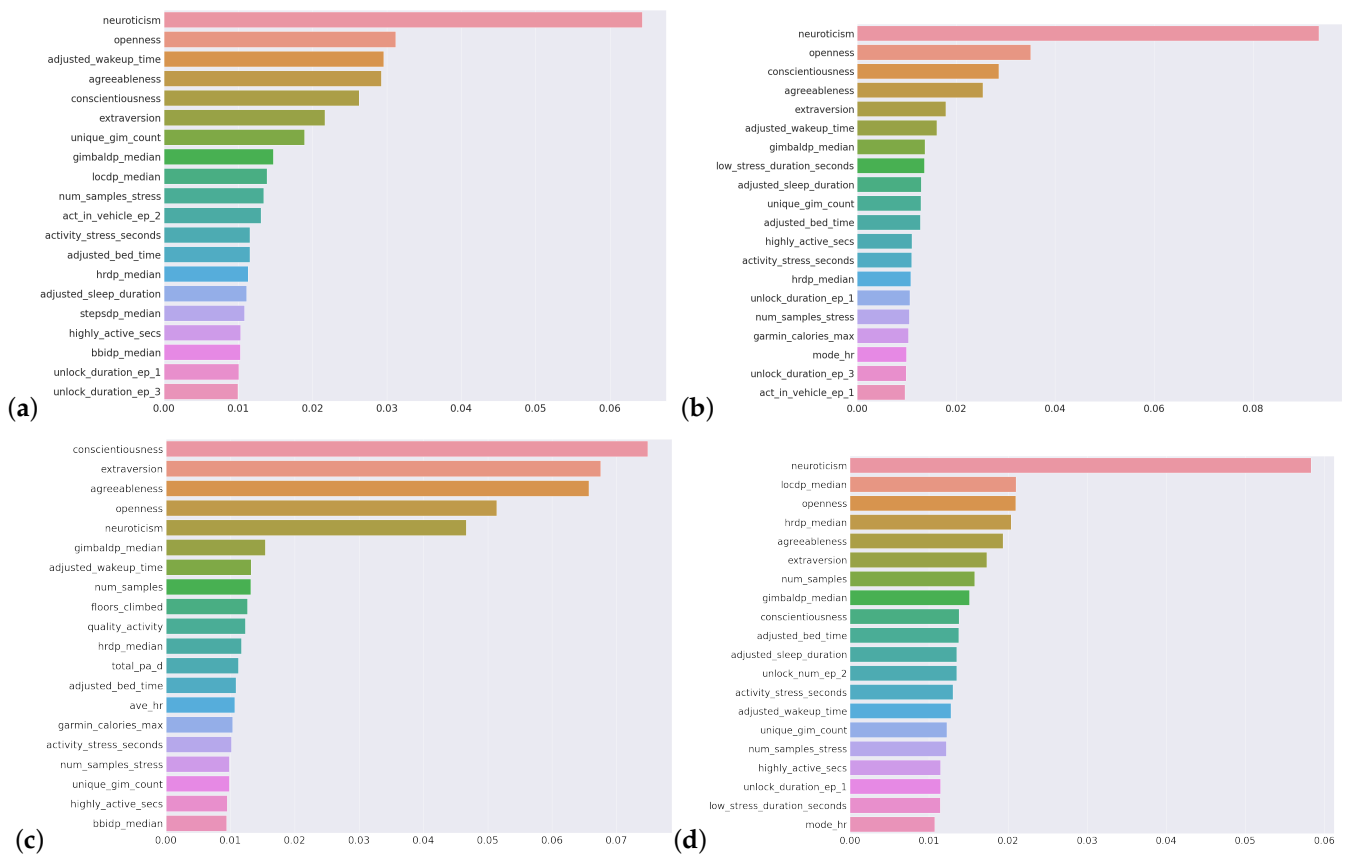 neuroticism
openness
adjusted_wakeup_time
agreeableness
conscientiousness
extraversion
unique_gim_count
gimbaldp_median
locdp_median
num_samples_stress
act_in_vehicle_ep_2
activity_stress_seconds
adjusted_bed_time
hrdp_median
adjusted_sleep_duration
stepsdp_median
highly_active_secs
bbidp_median
unlock_duration_ep_1
unlock_duration_ep_3
0.00 0.01 0.02 0.03 0.04 0.05 0.06
(a)
neuroticism
openness
conscientiousness
agreeableness
extraversion
adjusted_wakeup_time
gimbaldp_median
low_stress_duration_seconds
adjusted_sleep_duration
unique_gim_count
adjusted_bed_time
highly_active_secs
activity_stress_seconds
hrdp_median
unlock_duration_ep_1
num_samples_stress
garmin_calories_max
mode_hr
unlock_duration_ep_3
act_in_vehicle_ep_1
0.00 0.02 0.04 0.06 0.08
(b)
conscientiousness
extraversion
agreeableness
openness
neuroticism
gimbaldp_median
adjusted_wakeup_time
num_samples
floors_climbed
quality_activity
hrdp_median
total_pa_d
adjusted_bed_time
ave_hr
garmin_calories_max
activity_stress_seconds
num_samples_stress
unique_gim_count
highly_active_secs
bbidp_median
0.00 0.01 0.02 0.03 0.04 0.05 0.06 0.07
(c)
neuroticism
locdp_median
openness
hrdp_median
agreeableness
extraversion
num_samples
gimbaldp_median
conscientiousness
adjusted_bed_time
adjusted_sleep_duration
unlock_num_ep_2
activity_stress_seconds
adjusted_wakeup_time
unique_gim_count
num_samples_stress
highly_active_secs
unlock_duration_ep_1
low_stress_duration_seconds
mode_hr
0.00 0.01 0.02 0.03 0.04 0.05 0.06
(d)